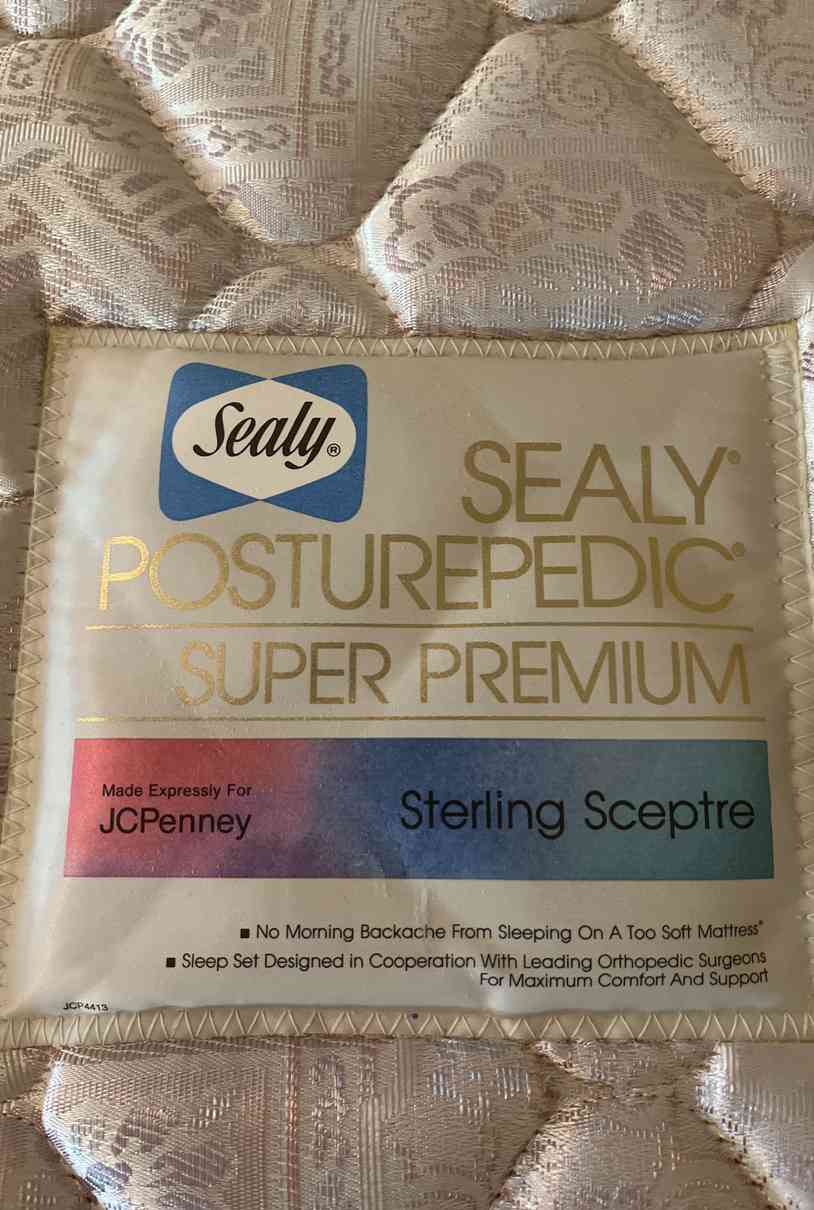 Sealy®
SEALY®
POSTUREPEDIC®
SUPER PREMIUM
Made Expressly For
JCPenney
Sterling Sceptre
■ No Morning Backache From Sleeping On A Too Soft Mattress®
■ Sleep Set Designed in Cooperation With Leading Orthopedic Surgeons
For Maximum Comfort And Support
JCP4413